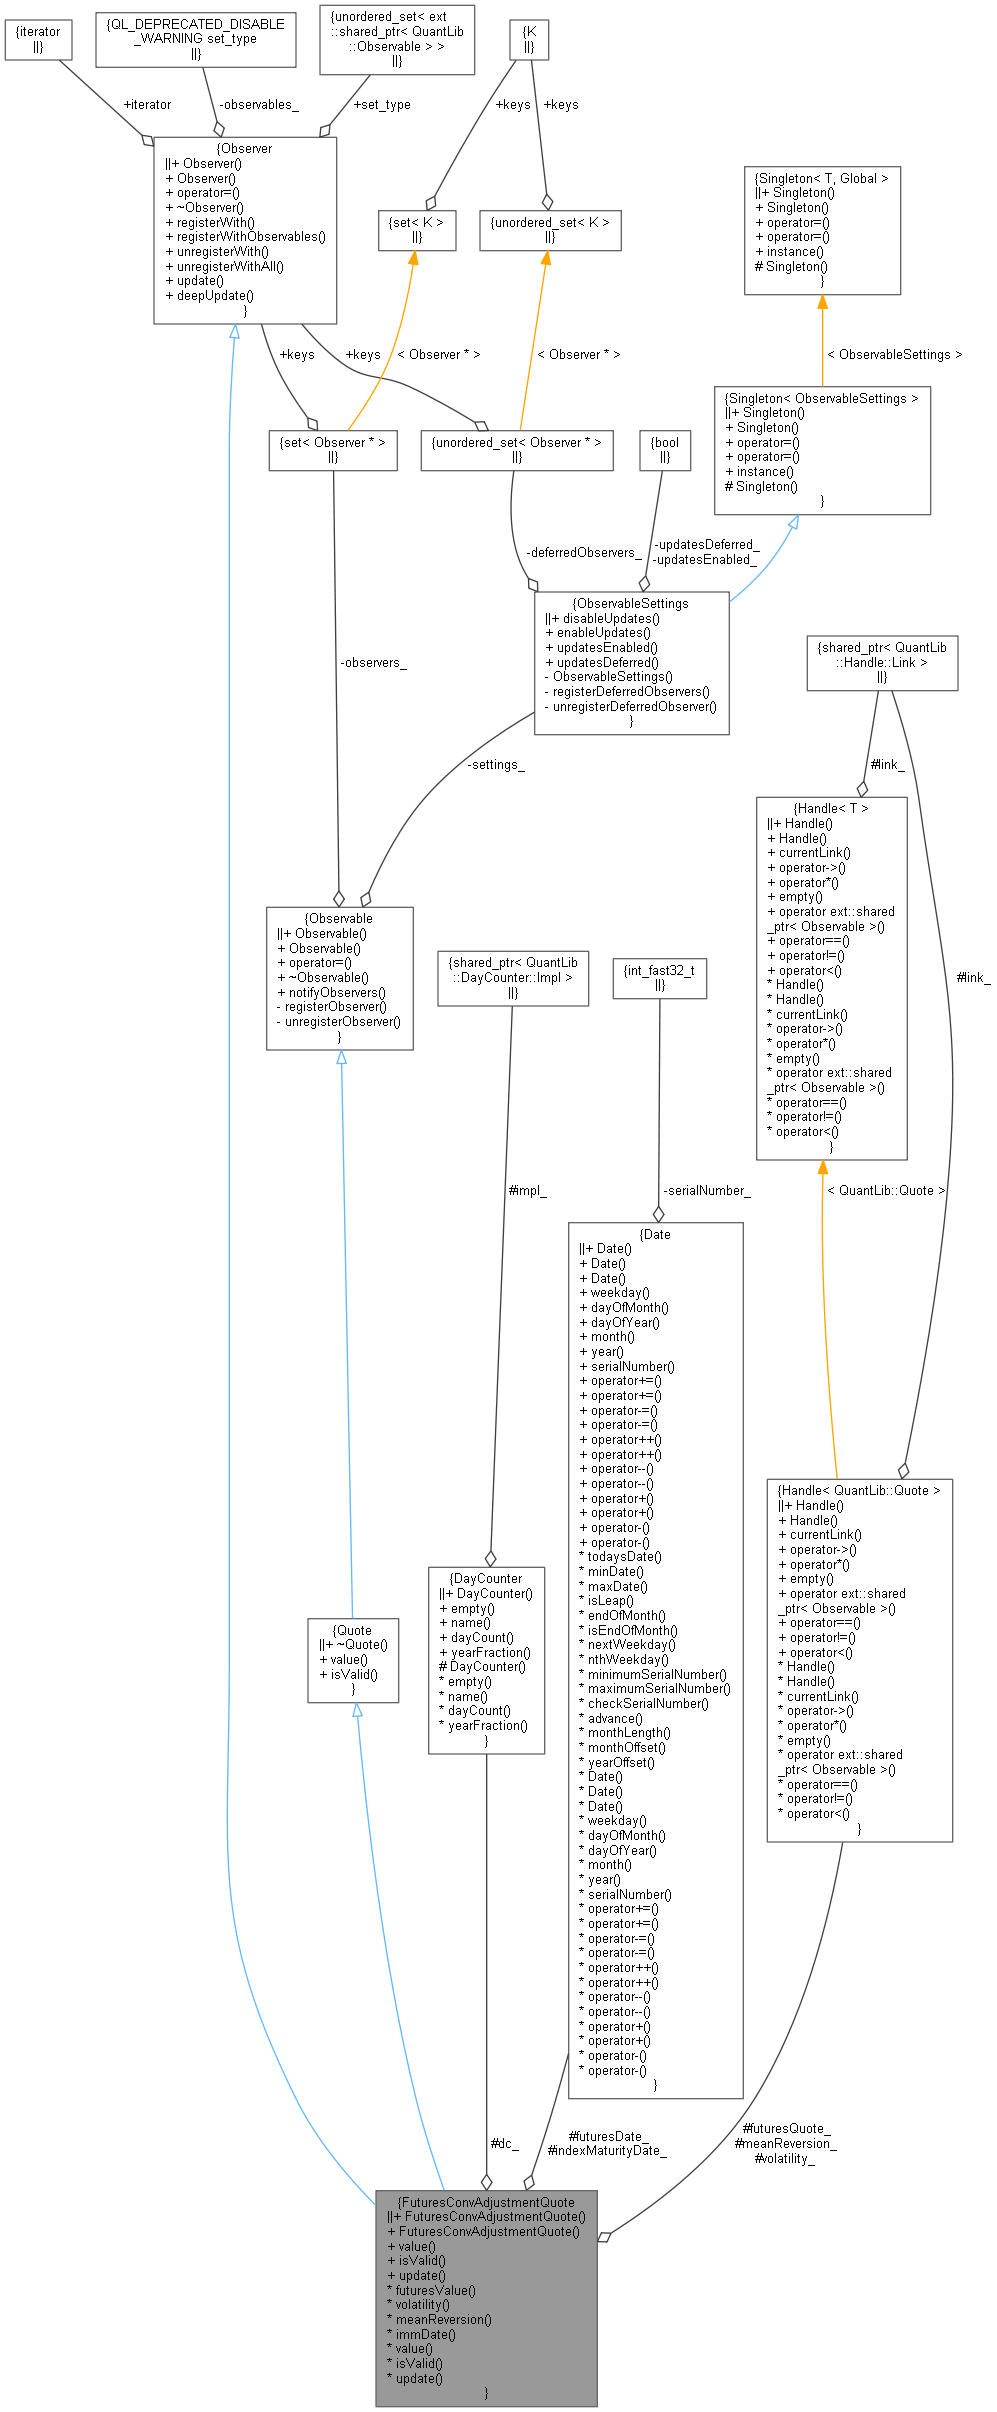 {iterator
||}
{QL_DEPRECATED_DISABLE
_WARNING set_type
||}
{unordered_set< ext
::shared_ptr< QuantLib
::Observable > >
||}
{K
||}
+iterator
-observables_
+set_type
+keys
+keys
{Observer
||+ Observer()
+ Observer()
+ operator=()
+ ~Observer()
+ registerWith()
+ registerWithObservables()
+ unregisterWith()
+ unregisterWithAll()
+ update()
+ deepUpdate()
}
{set< K >
||}
{unordered_set< K >
||}
{Singleton< T, Global >
||+ Singleton()
+ Singleton()
+ operator=()
+ operator=()
+ instance()
# Singleton()
}
+keys
+keys
< Observer * >
< Observer * >
< ObservableSettings >
{set< Observer * >
||}
{unordered_set< Observer * >
||}
{bool
||}
{Singleton< ObservableSettings >
||+ Singleton()
+ Singleton()
+ operator=()
+ operator=()
+ instance()
# Singleton()
}
-deferredObservers_
-updatesDeferred_
-updatesEnabled_
{ObservableSettings
||+ disableUpdates()
+ enableUpdates()
+ updatesEnabled()
+ updatesDeferred()
- ObservableSettings()
- registerDeferredObservers()
- unregisterDeferredObserver()
}
-observers_
{shared_ptr< QuantLib
::Handle::Link >
||}
-settings_
#link_
{Handle< T >
||+ Handle()
+ Handle()
+ currentLink()
+ operator->()
+ operator*()
+ empty()
+ operator ext::shared
_ptr< Observable >()
+ operator==()
+ operator!=()
+ operator<()
* Handle()
* Handle()
* currentLink()
* operator->()
* operator*()
* empty()
* operator ext::shared
_ptr< Observable >()
* operator==()
* operator!=()
* operator<()
}
#link_
{Observable
||+ Observable()
+ Observable()
+ operator=()
+ ~Observable()
+ notifyObservers()
- registerObserver()
- unregisterObserver()
}
{shared_ptr< QuantLib
::DayCounter::Impl >
||}
{int_fast32_t
||}
#impl_
-serialNumber_
< QuantLib::Quote >
{Date
||+ Date()
+ Date()
+ Date()
+ weekday()
+ dayOfMonth()
+ dayOfYear()
+ month()
+ year()
+ serialNumber()
+ operator+=()
+ operator+=()
+ operator-=()
+ operator-=()
+ operator++()
+ operator++()
+ operator--()
+ operator--()
+ operator+()
+ operator+()
+ operator-()
+ operator-()
* todaysDate()
* minDate()
* maxDate()
* isLeap()
* endOfMonth()
* isEndOfMonth()
* nextWeekday()
* nthWeekday()
* minimumSerialNumber()
* maximumSerialNumber()
* checkSerialNumber()
* advance()
* monthLength()
* monthOffset()
* yearOffset()
* Date()
* Date()
* Date()
* weekday()
* dayOfMonth()
* dayOfYear()
* month()
* year()
* serialNumber()
* operator+=()
* operator+=()
* operator-=()
* operator-=()
* operator++()
* operator++()
* operator--()
* operator--()
* operator+()
* operator+()
* operator-()
* operator-()
}
{Handle< QuantLib::Quote >
||+ Handle()
+ Handle()
+ currentLink()
+ operator->()
+ operator*()
+ empty()
+ operator ext::shared
_ptr< Observable >()
+ operator==()
+ operator!=()
+ operator<()
* Handle()
* Handle()
* currentLink()
* operator->()
* operator*()
* empty()
* operator ext::shared
_ptr< Observable >()
* operator==()
* operator!=()
* operator<()
}
{DayCounter
||+ DayCounter()
+ empty()
+ name()
+ dayCount()
+ yearFraction()
# DayCounter()
* empty()
* name()
* dayCount()
* yearFraction()
}
{Quote
||+ ~Quote()
+ value()
+ isValid()
}
#dc_
#futuresDate_
#indexMaturityDate_
#futuresQuote_
#meanReversion_
#volatility_
{FuturesConvAdjustmentQuote
||+ FuturesConvAdjustmentQuote()
+ FuturesConvAdjustmentQuote()
+ value()
+ isValid()
+ update()
* futuresValue()
* volatility()
* meanReversion()
* immDate()
* value()
* isValid()
* update()
}